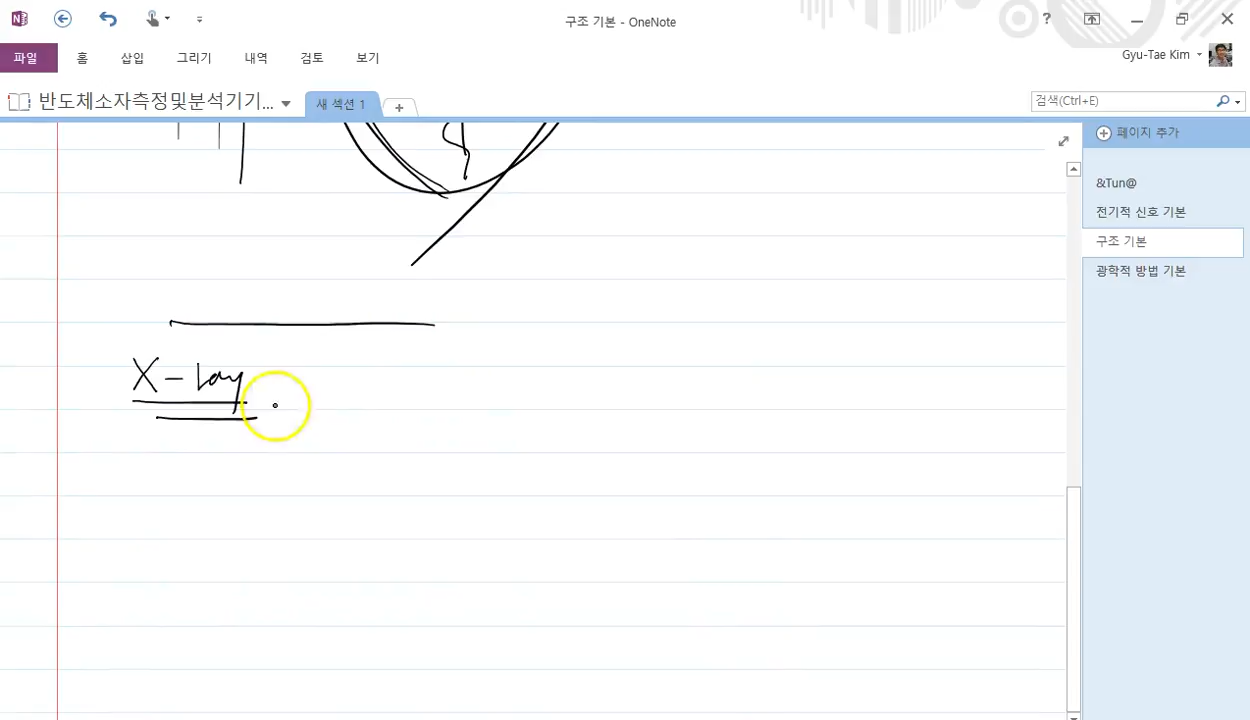 구조 기본 - OneNote
?
파일
홈
삽입
그리기
내역
검토
보기
Gyu-Tae Kim
반도체소자측정및분석기기...
새 섹션 1
검색(Ctrl+E)
페이지 추가
&Tun@
전기적 신호 기본
구조 기본
광학적 방법 기본
X-ray